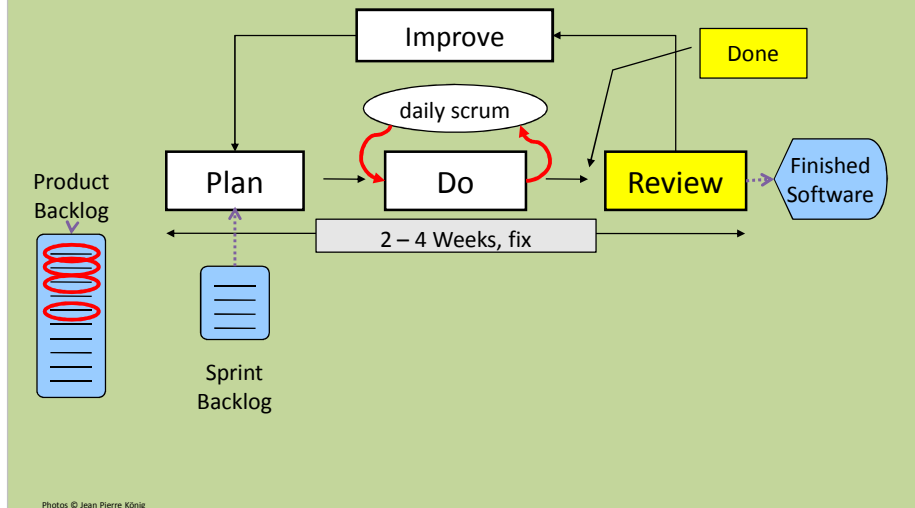 Improve
Done
daily scrum
Plan
Do
Review
Finished
Software
Product
Backlog
2 – 4 Weeks, fix
Sprint
Backlog
Photos © Jean Pierre König